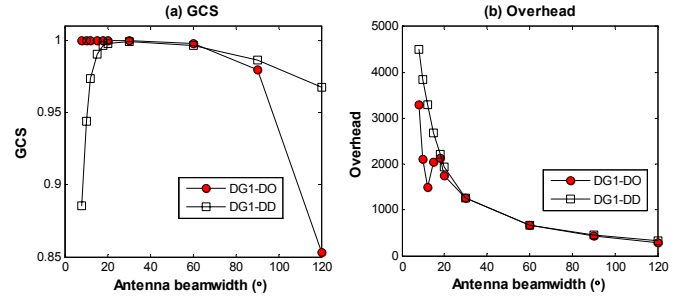 (a) GCS
1
0.95
0.9
0.85
GCS
0 20 40 60 80 100 120
Antenna beamwidth (°)
DG1-DO
DG1-DD
(b) Overhead
5000
4000
3000
2000
1000
0
Overhead
0 20 40 60 80 100 120
Antenna beamwidth (°)
DG1-DO
DG1-DD